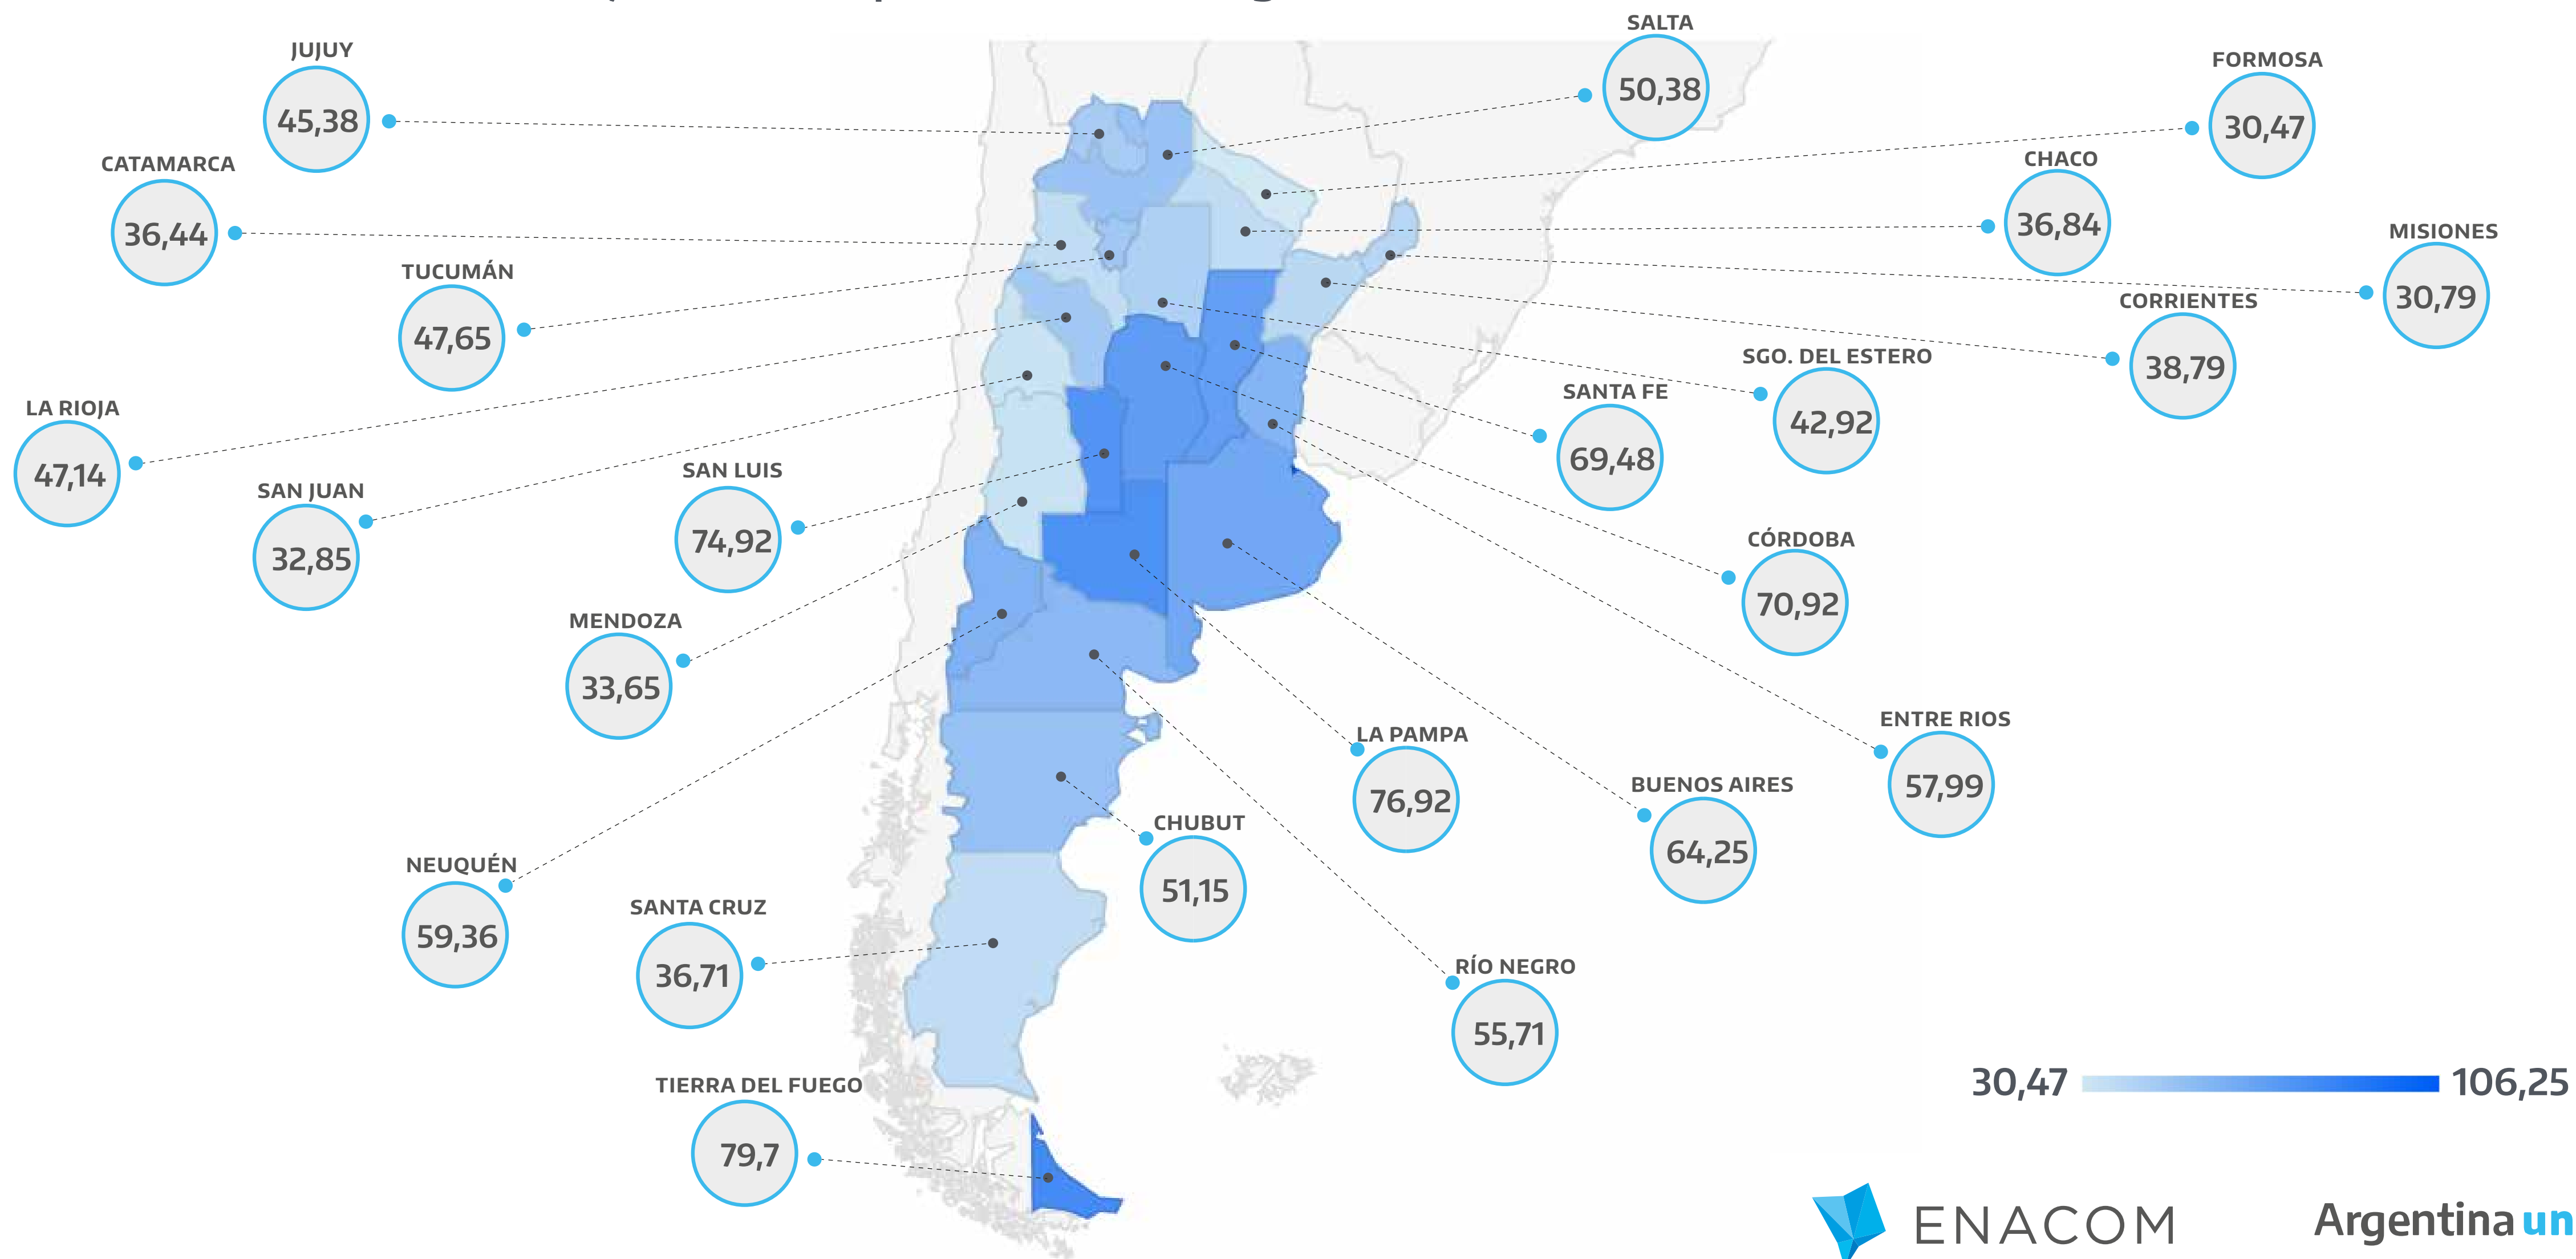 SALTA
50,38
JUJUY
45,38
FORMOSA
30,47
CATAMARCA
36,44
CHACO
36,84
MISIONES
30,79
TUCUMÁN
47,65
CORRIENTES
38,79
SGO. DEL ESTERO
42,92
SANTA FE
69,48
LA RIOJA
47,14
SAN LUIS
74,92
SAN JUAN
32,85
CÓRDOBA
70,92
MENDOZA
33,65
ENTRE RIOS
57,99
LA PAMPA
76,92
BUENOS AIRES
64,25
CHUBUT
51,15
NEUQUÉN
59,36
SANTA CRUZ
36,71
RÍO NEGRO
55,71
TIERRA DEL FUEGO
79,7
30,47 106,25
ENACOM
Argentina un